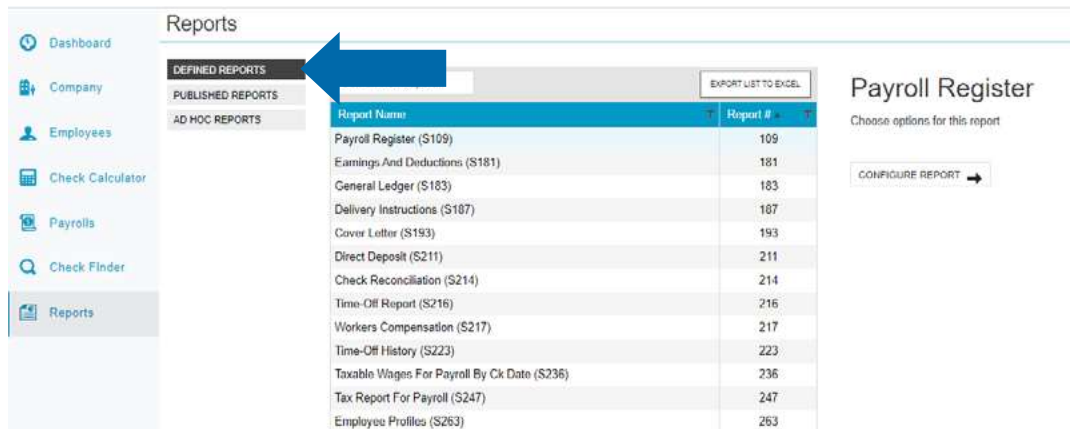 Reports
Dashboard
Company
Employees
Check Calculator
Payrolls
Check Finder
Reports
DEFINED REPORTS
PUBLISHED REPORTS
AD HOC REPORTS
EXPORT LIST TO EXCEL
Report Name Report #
Payroll Register (S109) 109
Earnings And Deductions (S181) 181
General Ledger (S183) 183
Delivery Instructions (S187) 187
Cover Letter (S193) 193
Direct Deposit (S211) 211
Check Reconciliation (S214) 214
Time-Off Report (S216) 216
Workers Compensation (S217) 217
Time-Off History (S223) 223
Taxable Wages For Payroll By Ck Date (S236) 236
Tax Report For Payroll (S247) 247
Employee Profiles (S263) 263
Payroll Register
Choose options for this report
CONFIGURE REPORT